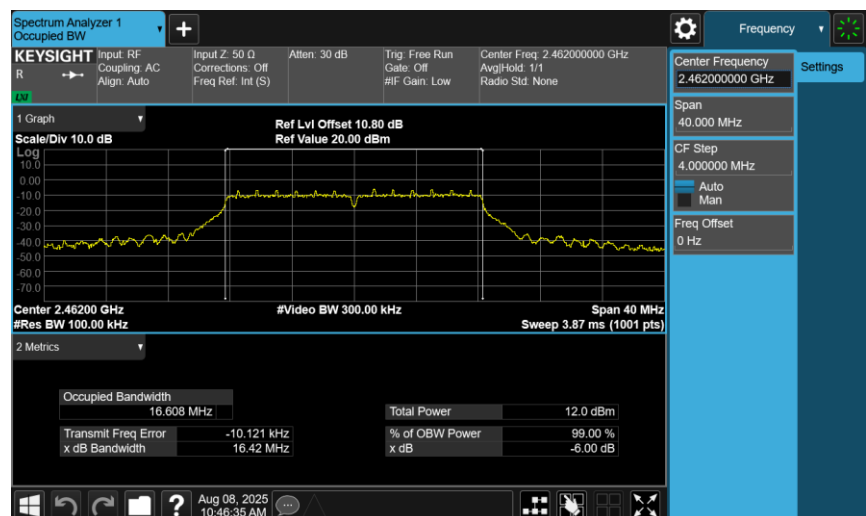 Spectrum Analyzer 1
Occupied BW
Frequency
KEYSIGHT
R
LXI
Input: RF
Coupling: AC
Align: Auto
Input Z: 50 Ω
Corrections: Off
Freq Ref: Int (S)
Atten: 30 dB
Trig: Free Run
Gate: Off
#IF Gain: Low
Center Freq: 2.462000000 GHz
Avg|Hold: 1/1
Radio Std: None
Center Frequency
2.462000000 GHz
Settings
Span
40.000 MHz
CF Step
4.000000 MHz
Auto
Man
Freq Offset
0 Hz
1 Graph
Scale/Div 10.0 dB
Ref Lvl Offset 10.80 dB
Ref Value 20.00 dBm
Log
10.0
0.00
-10.0
-20.0
-30.0
-40.0
-50.0
-60.0
-70.0
Center 2.46200 GHz
#Video BW 300.00 kHz
Span 40 MHz
#Res BW 100.00 kHz
Sweep 3.87 ms (1001 pts)
2 Metrics
Occupied Bandwidth
16.608 MHz
Total Power 12.0 dBm
Transmit Freq Error -10.121 kHz
% of OBW Power 99.00 %
x dB Bandwidth 16.42 MHz
x dB -6.00 dB
?
Aug 08, 2025
10:46:35 AM